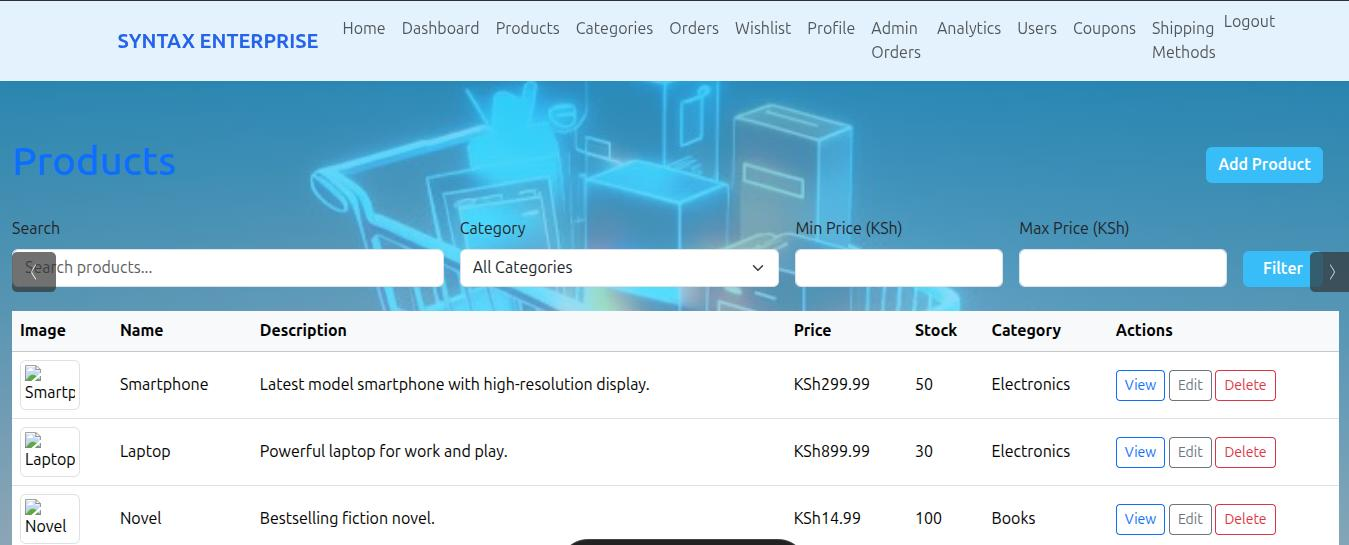 SYNTAX ENTERPRISE Home Dashboard Products Categories Orders Wishlist Profile Admin Orders Analytics Users Coupons Shipping Methods Logout
Products
Add Product
Search Category Min Price (KSh) Max Price (KSh)
Search products... All Categories Filter
Image Name Description Price Stock Category Actions
Smartp Smartphone Latest model smartphone with high-resolution display. KSh299.99 50 Electronics View Edit Delete
Laptop Laptop Powerful laptop for work and play. KSh899.99 30 Electronics View Edit Delete
Novel Novel Bestselling fiction novel. KSh14.99 100 Books View Edit Delete